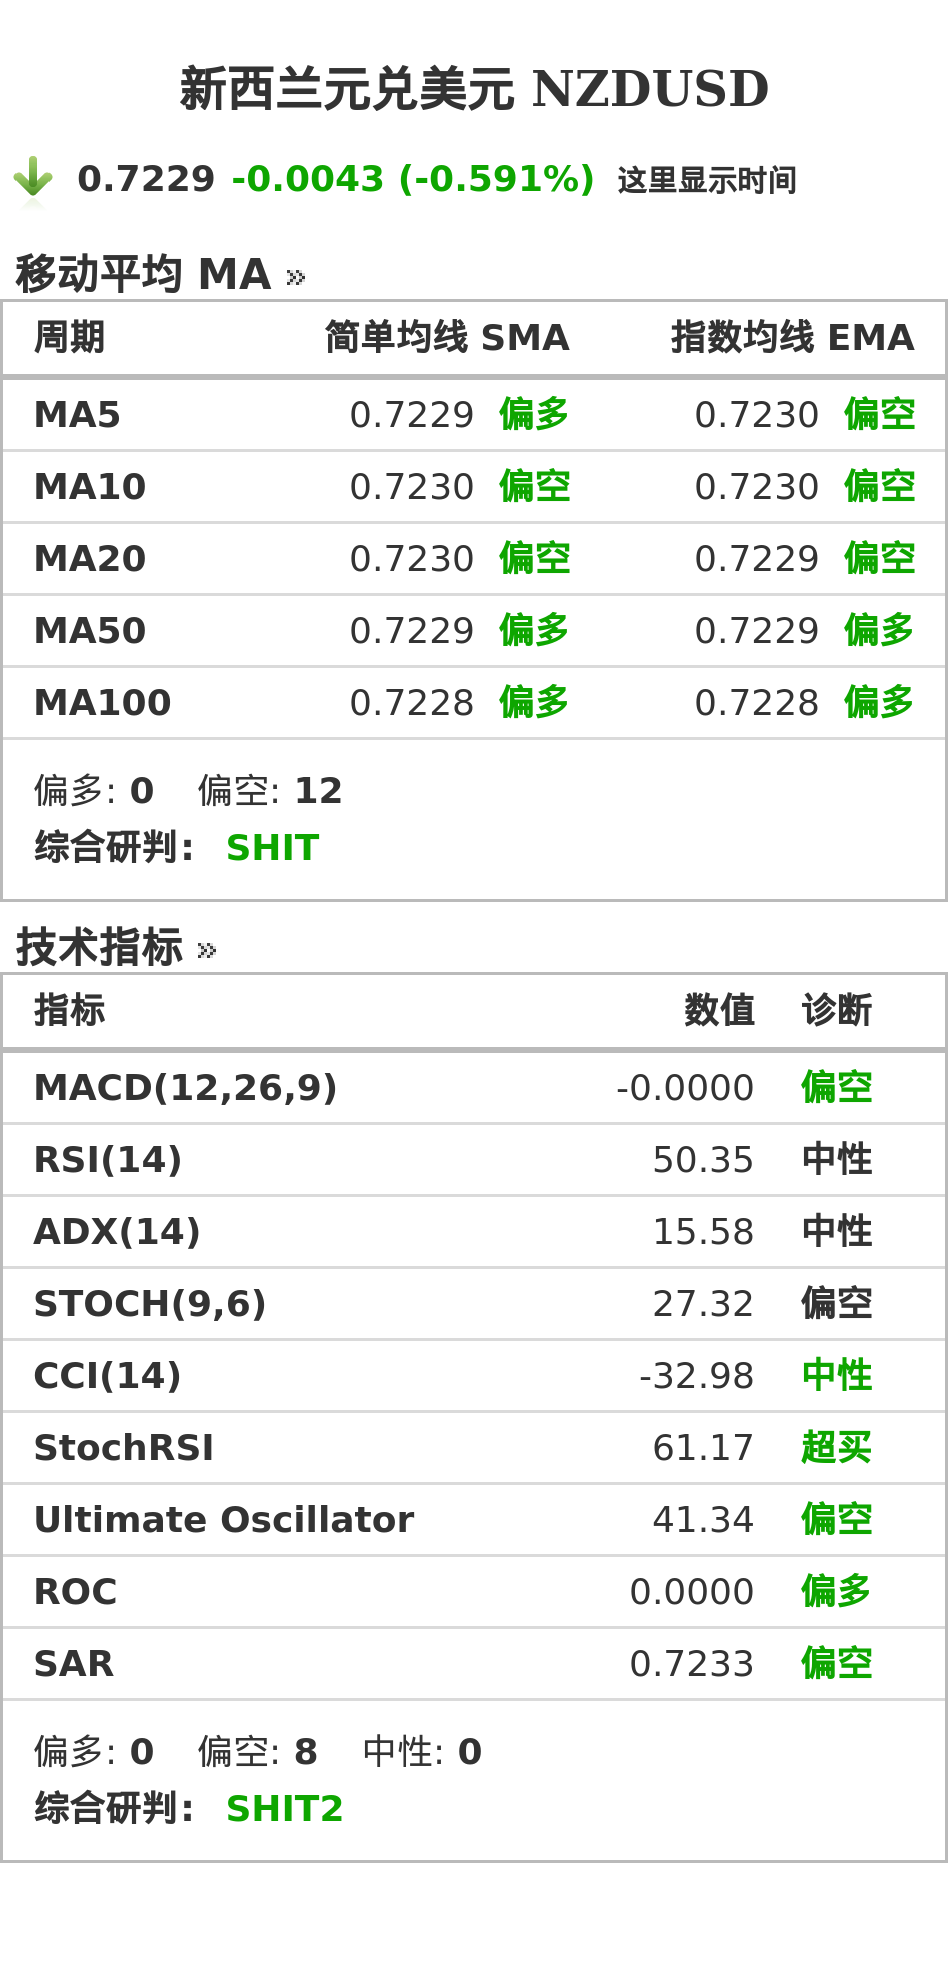 新西兰元兑美元 NZDUSD
0.7229 -0.0043 (-0.591%) 这里显示时间
移动平均 MA »
周期 简单均线 SMA 指数均线 EMA
MA5 0.7229 偏多 0.7230 偏空
MA10 0.7230 偏空 0.7230 偏空
MA20 0.7230 偏空 0.7229 偏空
MA50 0.7229 偏多 0.7229 偏多
MA100 0.7228 偏多 0.7228 偏多
偏多: 0 偏空: 12
综合研判: SHIT
技术指标 »
指标 数值 诊断
MACD(12,26,9) -0.0000 偏空
RSI(14) 50.35 中性
ADX(14) 15.58 中性
STOCH(9,6) 27.32 偏空
CCI(14) -32.98 中性
StochRSI 61.17 超买
Ultimate Oscillator 41.34 偏空
ROC 0.0000 偏多
SAR 0.7233 偏空
偏多: 0 偏空: 8 中性: 0
综合研判: SHIT2